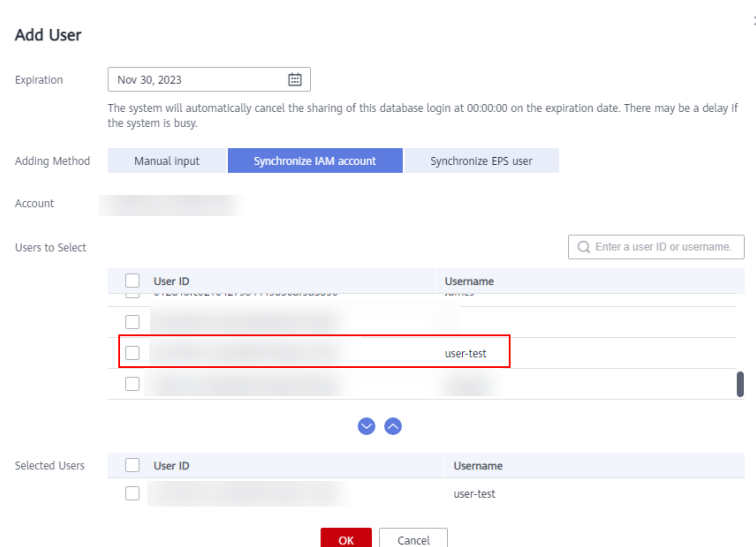 Add User
Expiration
Nov 30, 2023
The system will automatically cancel the sharing of this database login at 00:00:00 on the expiration date. There may be a delay if
the system is busy.
Adding Method Manual input Synchronize IAM account Synchronize EPS user
Account
Users to Select Enter a user ID or username.
User ID Username
user-test
Selected Users User ID Username
user-test
OK Cancel